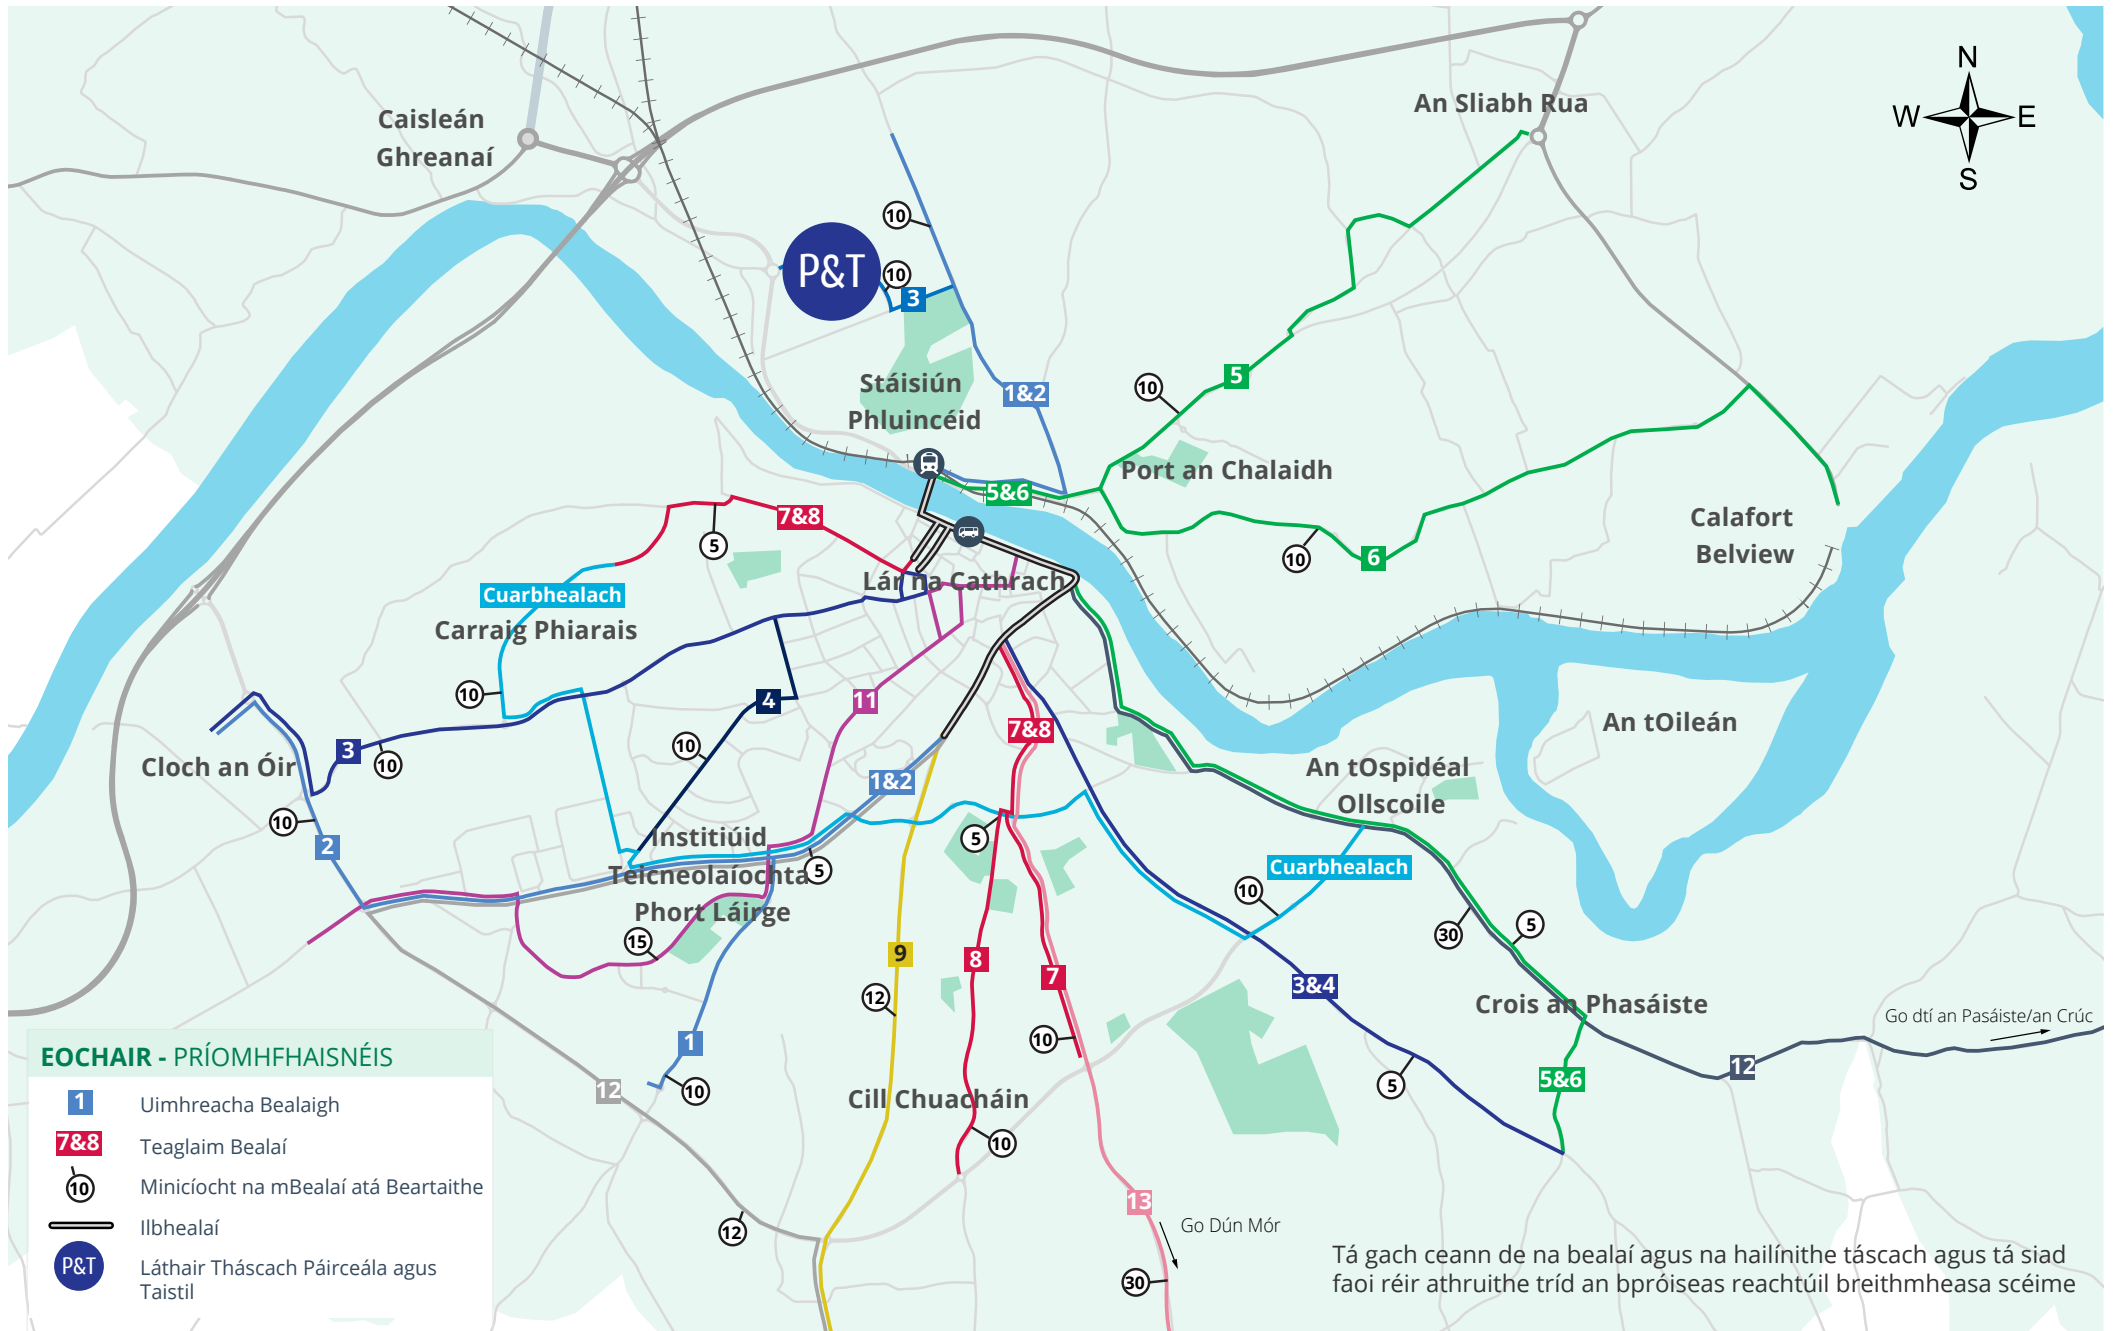 N
W E
S
Caisleán
Ghreanaí
An Sliabh Rua
10
P&T
10
3
Stáisiún
Phluincéid
1&2
10
5
Port an Chalaidh
5&6
7&8
5
10
6
Calafort
Belview
Lár na Cathrach
Cuarbhealach
Carraig Phiarais
10
4
11
An tOileán
3
10
10
7&8
Cloch an Óir
1&2
An tOspidéal
Ollscoile
10
2
Institiúid
Teicneolaíochta
Phort Láirge
5
5
Cuarbhealach
10
15
9
8
7
30
5
3&4
12
Crois an Phasáiste
Go dtí an Pasáiste/an Crúc
10
1
10
12
5&6
12
5
Cill Chuacháin
10
12
13
Go Dún Mór
30
EOCHAIR - PRÍOMHFHAISNÉIS
1 Uimhreacha Bealaigh
7&8 Teaglaim Bealaí
10 Minicíocht na mBealaí atá Beartaithe
Ilbhealaí
P&T Láthair Tháscach Páirceála agus
Taistil
Tá gach ceann de na bealaí agus na hailínithe táscach agus tá siad
faoi réir athruithe tríd an bpróiseas reachtúil breithmheasa scéime